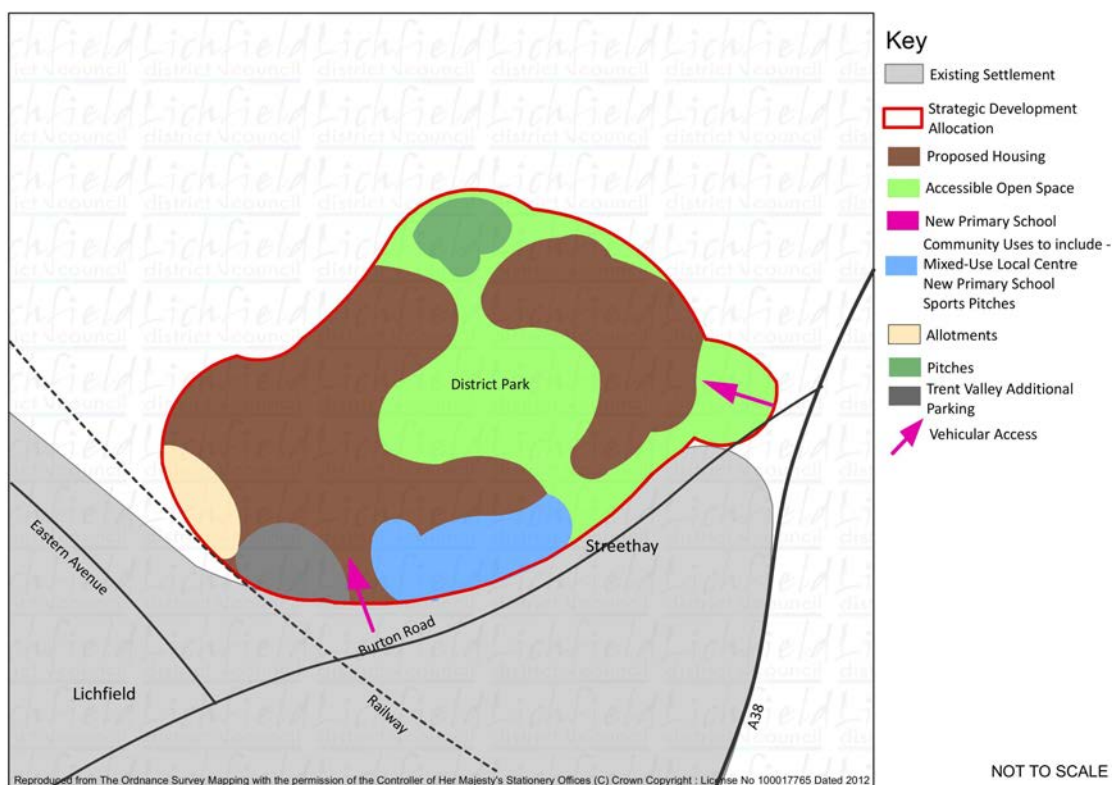 District Park
Streethay
Eastern Avenue
Burton Road
Lichfield
Railway
A38
Reproduced from The Ordnance Survey Mapping with the permission of the Controller of Her Majesty's Stationery Offices (C) Crown Copyright : License No 100017765 Dated 2012
Key
Existing Settlement
Strategic Development
Allocation
Proposed Housing
Accessible Open Space
New Primary School
Community Uses to include -
Mixed-Use Local Centre
New Primary School
Sports Pitches
Allotments
Pitches
Trent Valley Additional
Parking
Vehicular Access
NOT TO SCALE